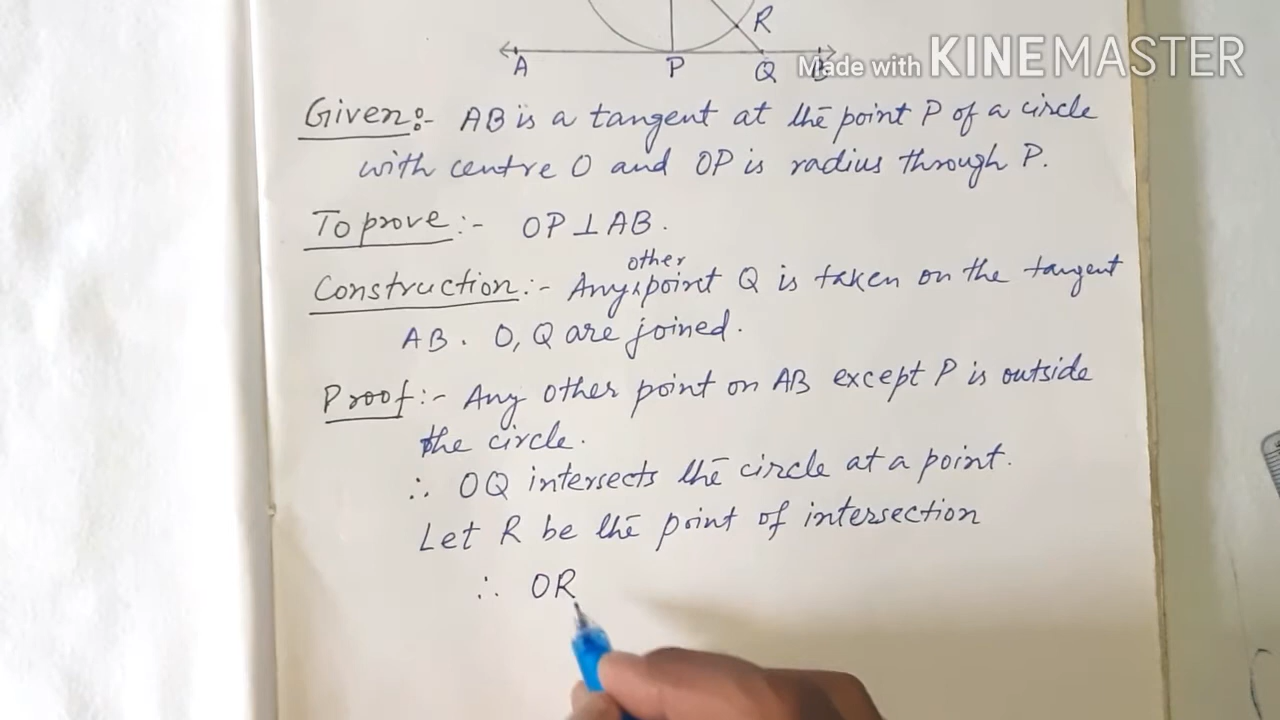 R
A P Q B
Made with KINEMASTER
Given:- AB is a tangent at the point P of a circle
with centre O and OP is radius through P.
To prove:- OP⊥AB.
other
Construction:- Any‸point Q is taken on the tangent
AB. O, Q are joined.
Proof:- Any other point on AB except P is outside
the circle.
∴ OQ intersects the circle at a point.
Let R be the point of intersection
∴ OR